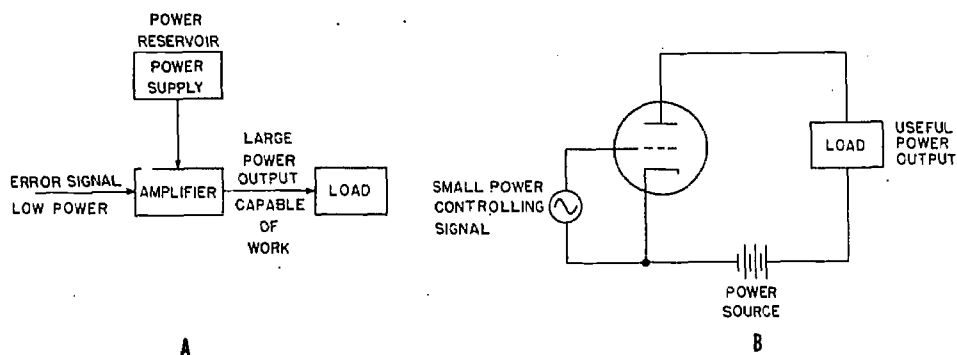 POWER
RESERVOIR
POWER
SUPPLY
ERROR SIGNAL
LOW POWER
AMPLIFIER
LARGE
POWER
OUTPUT
CAPABLE
OF
WORK
LOAD
A
SMALL POWER
CONTROLLING
SIGNAL
LOAD
USEFUL
POWER
OUTPUT
POWER
SOURCE
B